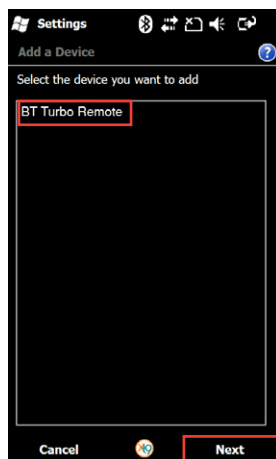 Settings
Add a Device
?
Select the device you want to add
BT Turbo Remote
Cancel
Next